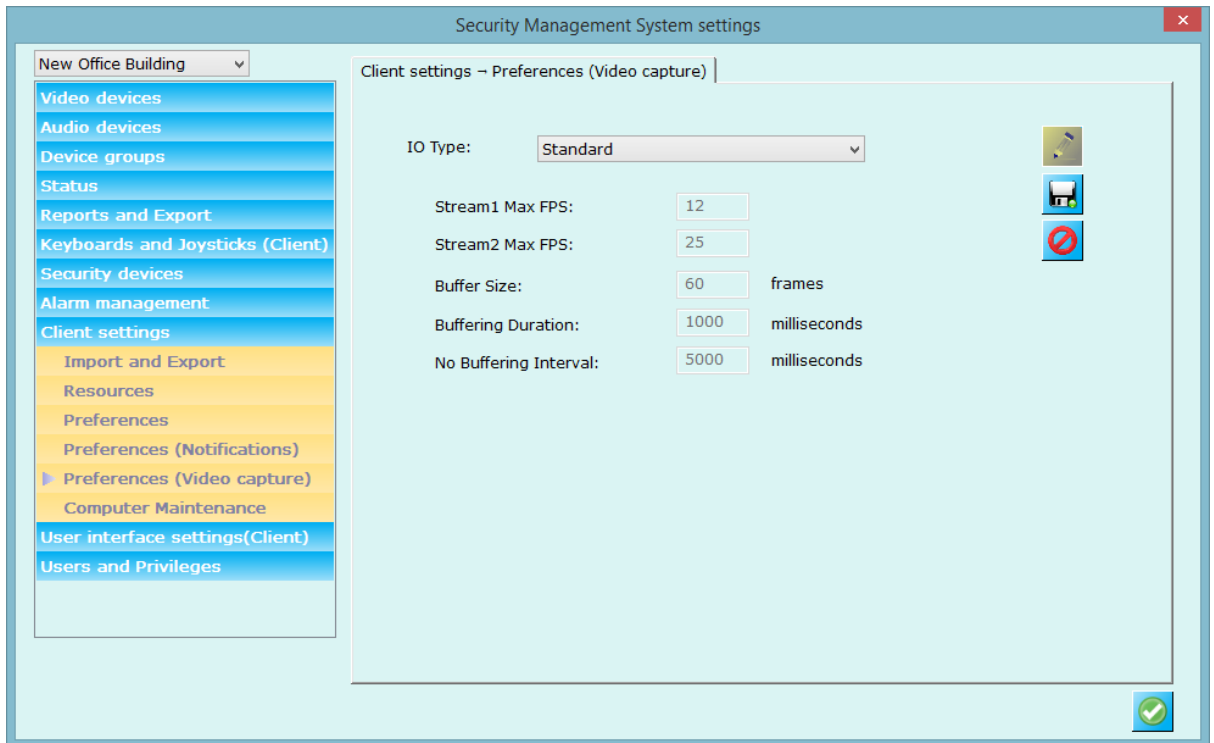 Security Management System settings
New Office Building
Video devices
Audio devices
Device groups
Status
Reports and Export
Keyboards and Joysticks (Client)
Security devices
Alarm management
Client settings
Import and Export
Resources
Preferences
Preferences (Notifications)
Preferences (Video capture)
Computer Maintenance
User interface settings(Client)
Users and Privileges
Client settings → Preferences (Video capture)
IO Type: Standard
Stream1 Max FPS: 12
Stream2 Max FPS: 25
Buffer Size: 60 frames
Buffering Duration: 1000 milliseconds
No Buffering Interval: 5000 milliseconds